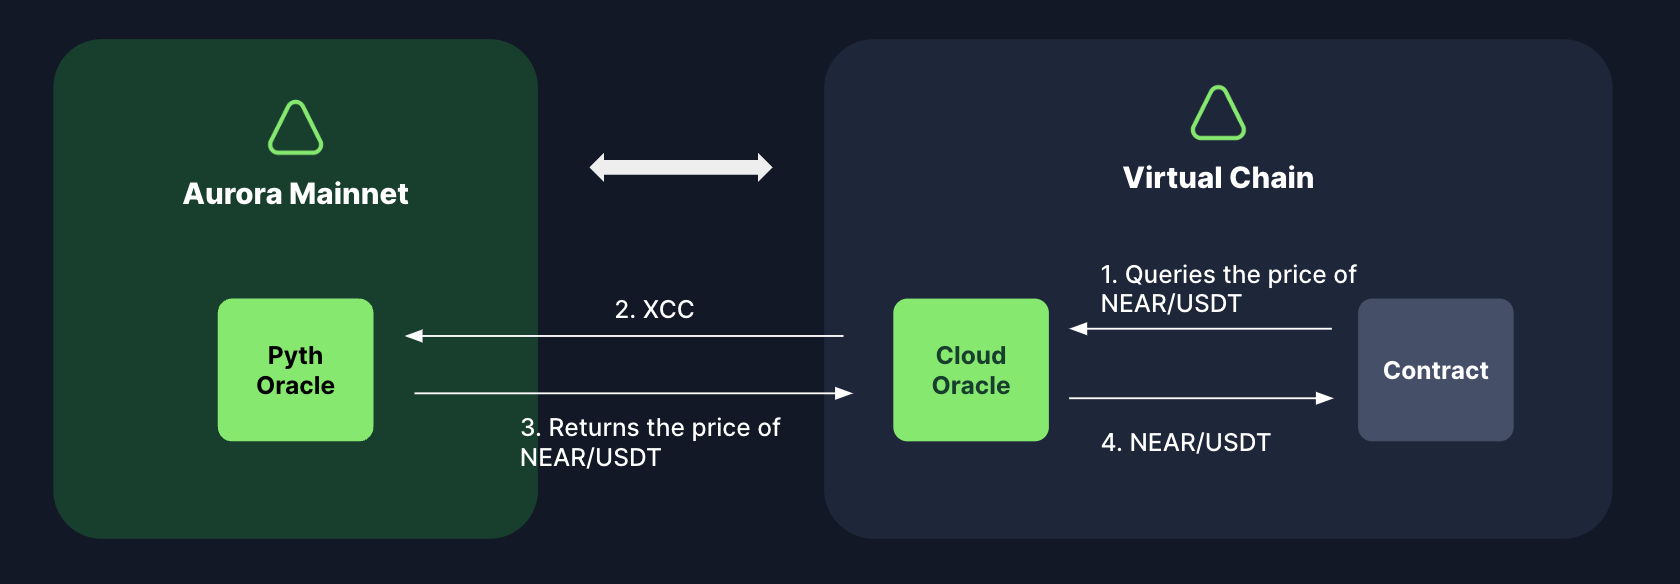 Aurora Mainnet
Virtual Chain
1. Queries the price of
NEAR/USDT
2. XCC
Pyth
Oracle
Cloud
Oracle
Contract
3. Returns the price of
NEAR/USDT
4. NEAR/USDT